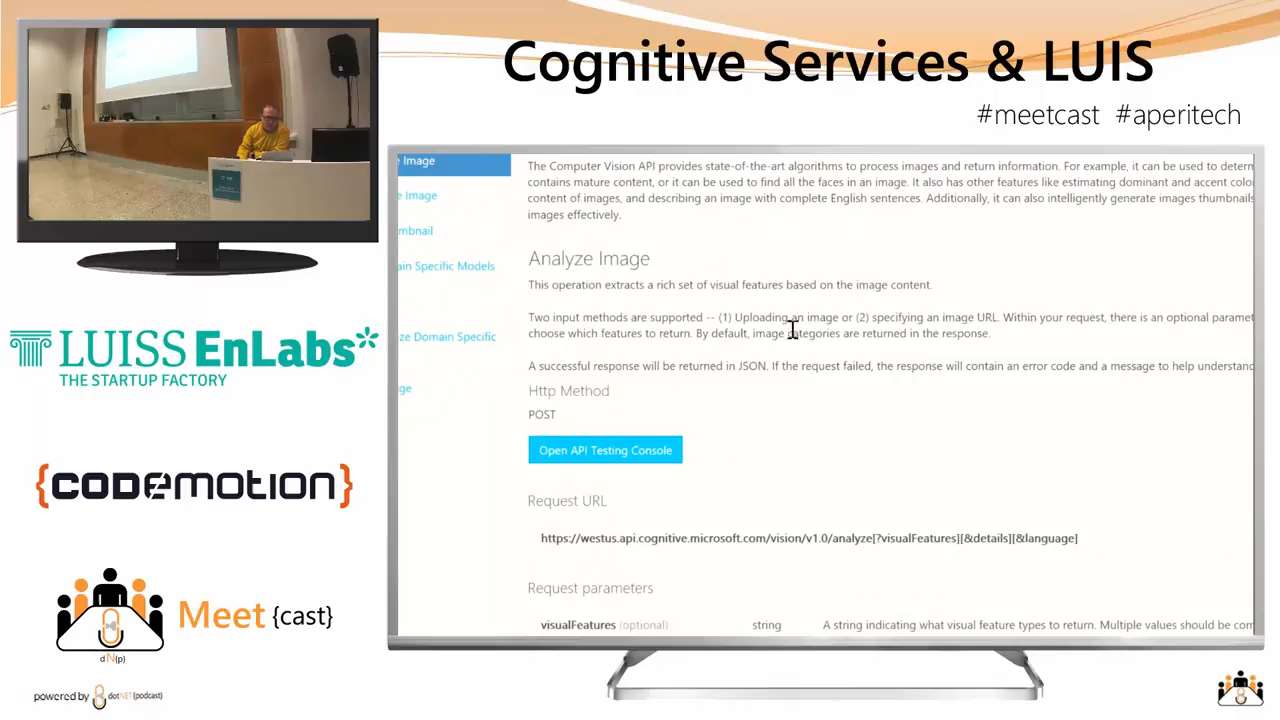 Cognitive Services & LUIS
#meetcast #aperitech
LUISS EnLabs*
THE STARTUP FACTORY
{CODEMOTION}
Meet {cast}
d N(p)
powered by dotNET{podcast}
e Image
e Image
mbnail
ain Specific Models
ze Domain Specific
ge
The Computer Vision API provides state-of-the-art algorithms to process images and return information. For example, it can be used to deterr
contains mature content, or it can be used to find all the faces in an image. It also has other features like estimating dominant and accent colo
content of images, and describing an image with complete English sentences. Additionally, it can also intelligently generate images thumbnails
images effectively.
Analyze Image
This operation extracts a rich set of visual features based on the image content.
Two input methods are supported -- (1) Uploading an image or (2) specifying an image URL. Within your request, there is an optional paramet
choose which features to return. By default, image categories are returned in the response.
A successful response will be returned in JSON. If the request failed, the response will contain an error code and a message to help understanc
Http Method
POST
Open API Testing Console
Request URL
https://westus.api.cognitive.microsoft.com/vision/v1.0/analyze[?visualFeatures][&details][&language]
Request parameters
visualFeatures (optional) string A string indicating what visual feature types to return. Multiple values should be com